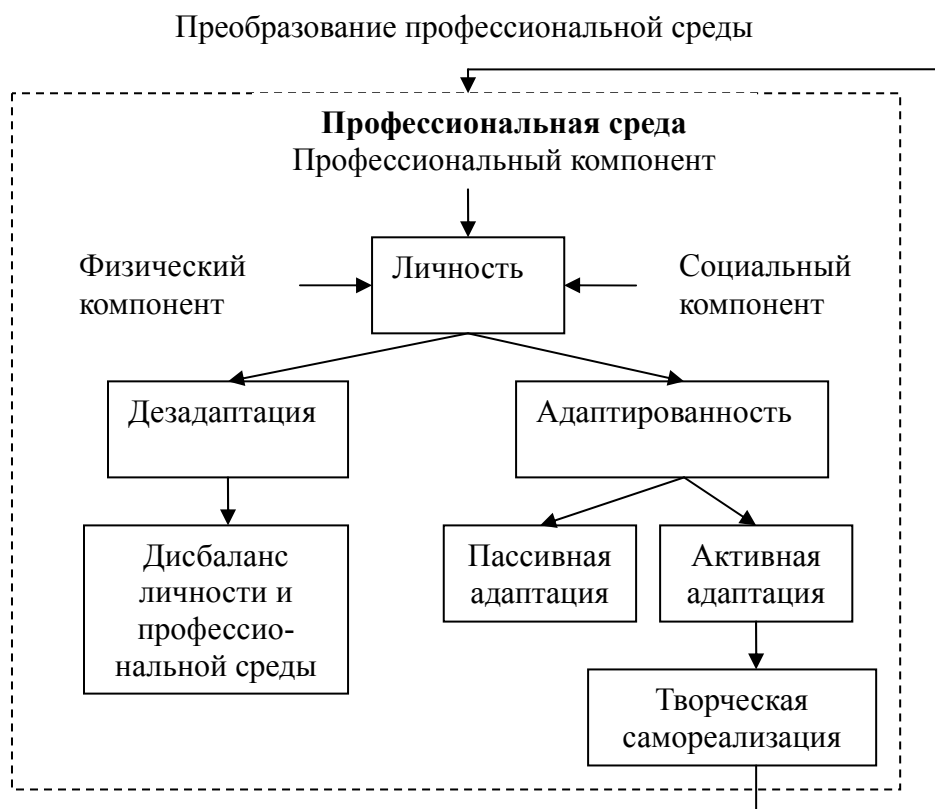 Преобразование профессиональной среды
Профессиональная среда
Профессиональный компонент
Физический
компонент
Личность
Социальный
компонент
Дезадаптация
Адаптированность
Дисбаланс
личности и
профессио-
нальной среды
Пассивная
адаптация
Активная
адаптация
Творческая
самореализация